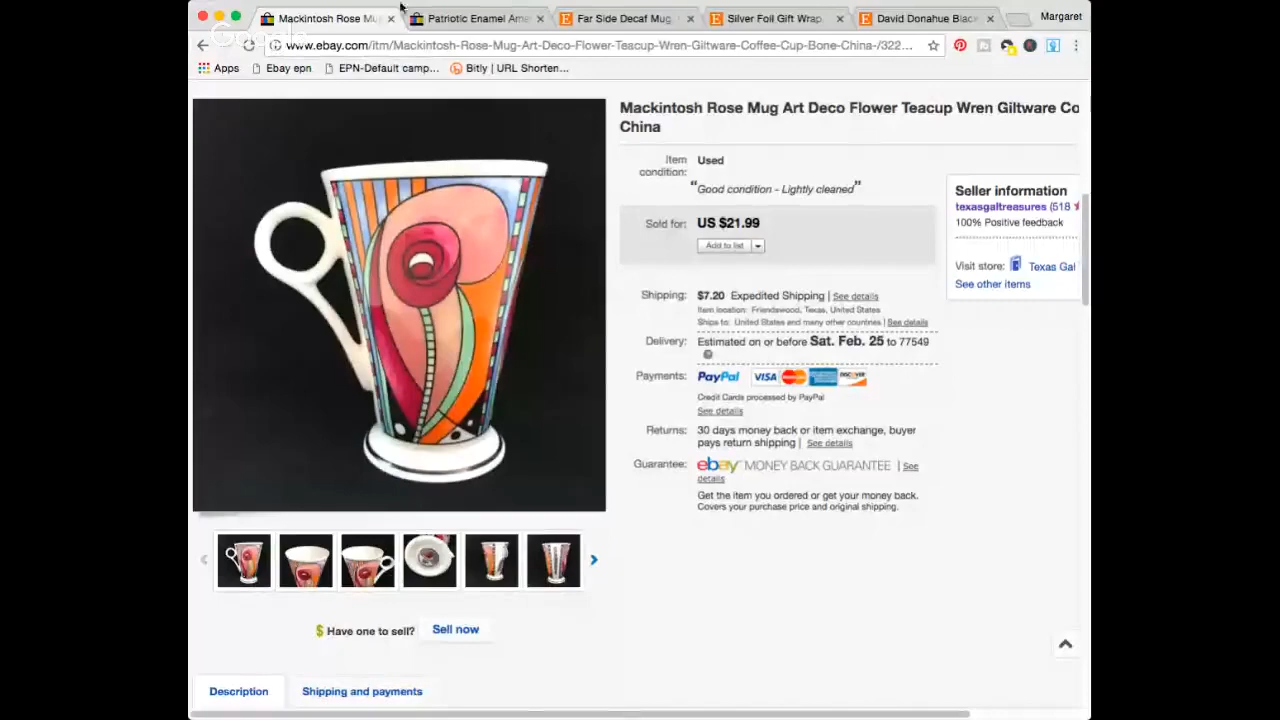 Mackintosh Rose Mu
Patriotic Enamel Ame
Far Side Decaf Mug,
Silver Foil Gift Wrap
David Donahue Black
Margaret
www.ebay.com/itm/Mackintosh-Rose-Mug-Art-Deco-Flower-Teacup-Wren-Giltware-Coffee-Cup-Bone-China-/322...
Apps
Ebay epn
EPN-Default camp...
Bitly | URL Shorten...
Mackintosh Rose Mug Art Deco Flower Teacup Wren Giltware Co
China
Item condition:
Used
“Good condition - Lightly cleaned”
Sold for:
US $21.99
Add to list
Shipping:
$7.20 Expedited Shipping | See details
Item location: Friendswood, Texas, United States
Ships to: United States and many other countries | See details
Delivery:
Estimated on or before Sat. Feb. 25 to 77549
Payments:
PayPal VISA MasterCard DISCOVER
Credit Cards processed by PayPal
See details
Returns:
30 days money back or item exchange, buyer
pays return shipping | See details
Guarantee:
ebay MONEY BACK GUARANTEE | See
details
Get the item you ordered or get your money back.
Covers your purchase price and original shipping.
Seller information
texasgaltreasures (518
100% Positive feedback
Visit store: Texas Gal
See other items
$ Have one to sell? Sell now
Description
Shipping and payments